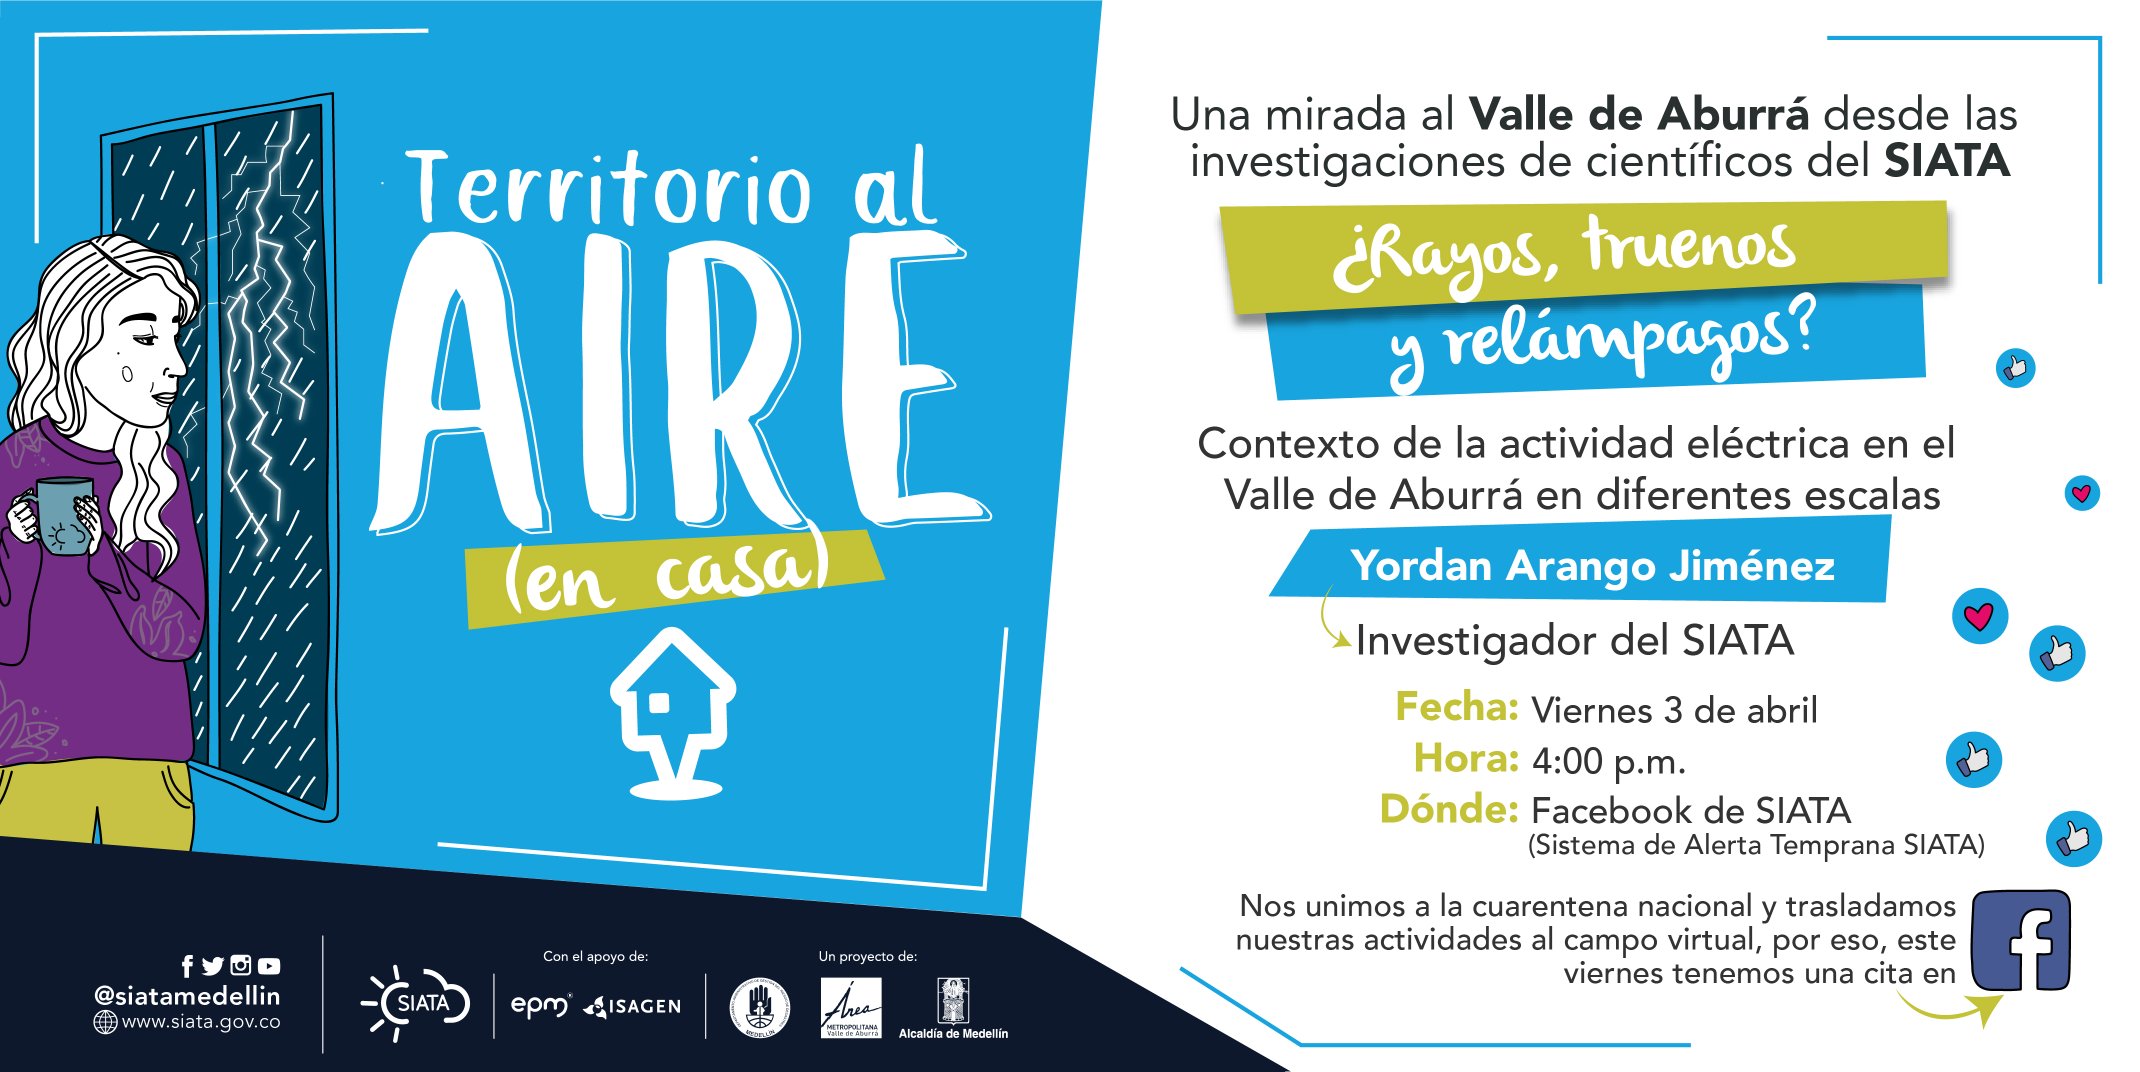 Territorio al
AIRE
(en casa)
Una mirada al Valle de Aburrá desde las
investigaciones de científicos del SIATA
¿Rayos, truenos
y relámpagos?
Contexto de la actividad eléctrica en el
Valle de Aburrá en diferentes escalas
Yordan Arango Jiménez
Investigador del SIATA
Fecha: Viernes 3 de abril
Hora: 4:00 p.m.
Dónde: Facebook de SIATA
(Sistema de Alerta Temprana SIATA)
Nos unimos a la cuarentena nacional y trasladamos
nuestras actividades al campo virtual, por eso, este
viernes tenemos una cita en
@siatamedellin
www.siata.gov.co
SIATA
Con el apoyo de:
epm®
ISAGEN
Un proyecto de:
MEDELLÍN
Área
METROPOLITANA
Valle de Aburrá
Alcaldía de Medellín